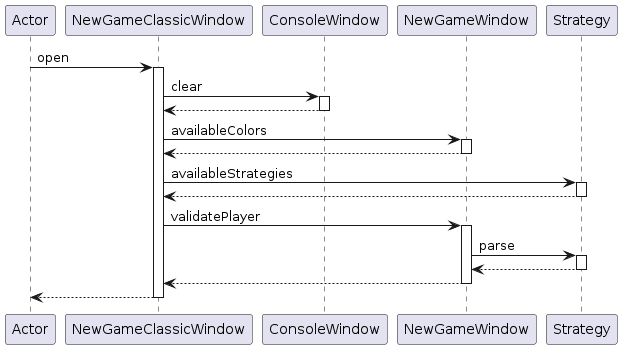 Actor NewGameClassicWindow ConsoleWindow NewGameWindow Strategy
open
clear
availableColors
availableStrategies
validatePlayer
parse
Actor NewGameClassicWindow ConsoleWindow NewGameWindow Strategy